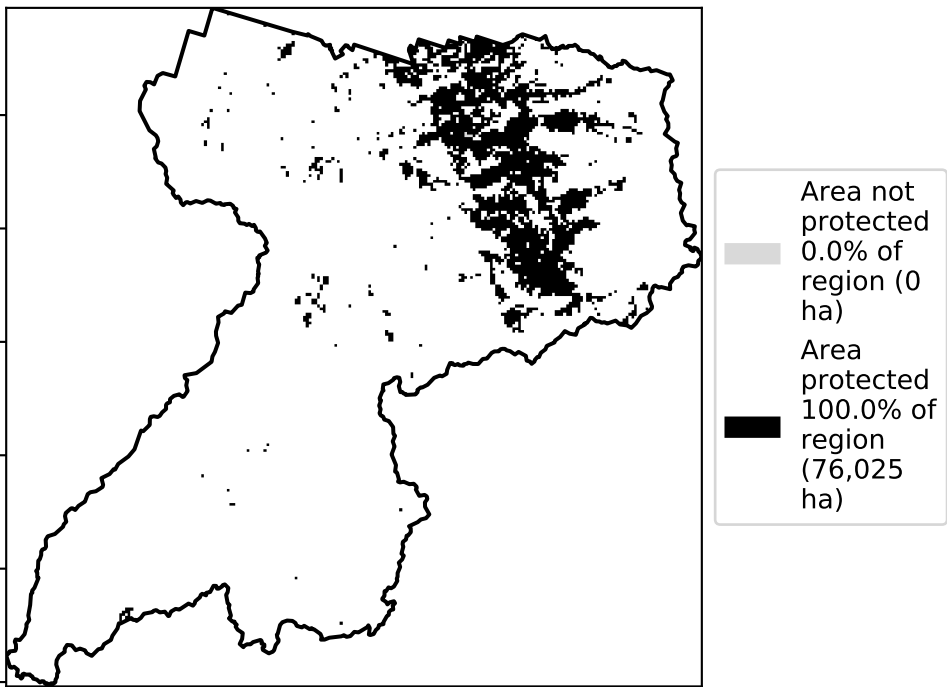 Area not
protected
0.0% of
region (0
ha)
Area
protected
100.0% of
region
(76,025
ha)